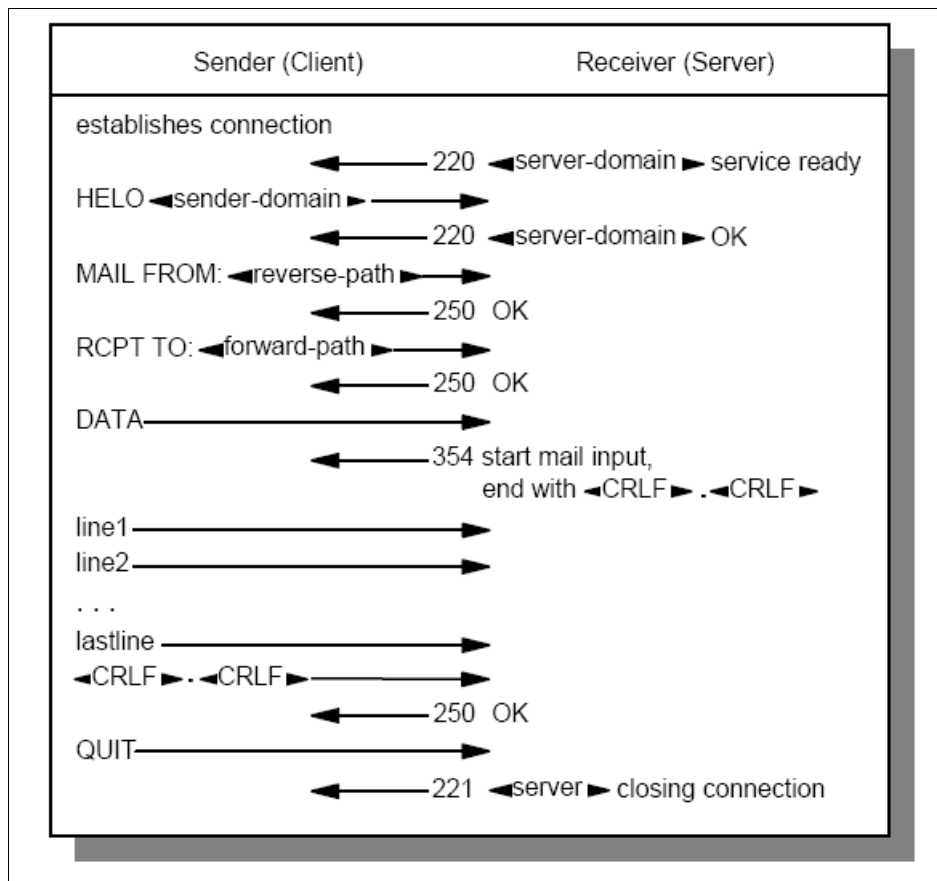 Sender (Client) Receiver (Server)
establishes connection
220 ◄server-domain► service ready
HELO ◄sender-domain►
220 ◄server-domain► OK
MAIL FROM: ◄reverse-path►
250 OK
RCPT TO: ◄forward-path►
250 OK
DATA
354 start mail input,
end with ◄CRLF► . ◄CRLF►
line1
line2
. . .
lastline
◄CRLF► . ◄CRLF►
250 OK
QUIT
221 ◄server► closing connection